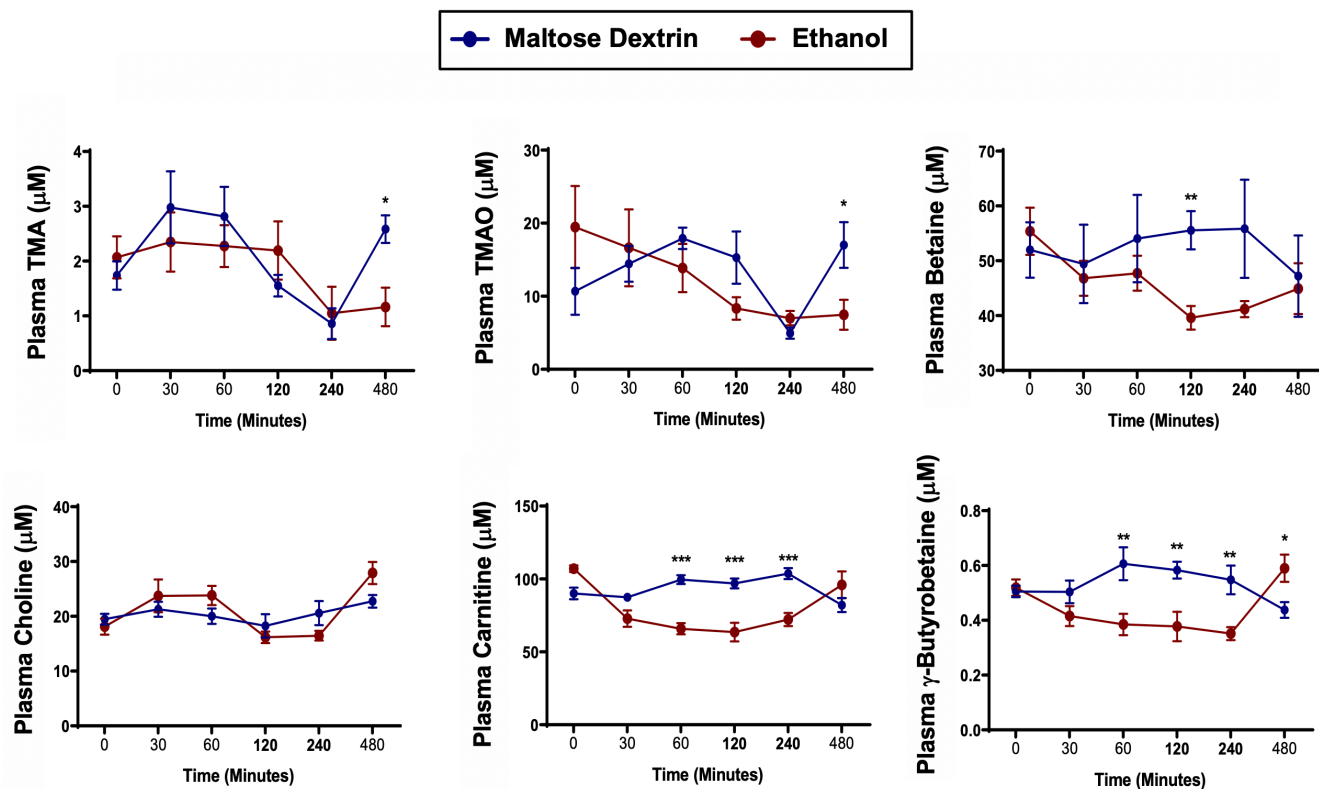 Maltose Dextrin Ethanol
Plasma TMA (μM)
4
3
2
1
0
*
0 30 60 120 240 480
Time (Minutes)
Plasma TMAO (μM)
30
20
10
0
*
0 30 60 120 240 480
Time (Minutes)
Plasma Betaine (μM)
70
60
50
40
30
**
0 30 60 120 240 480
Time (Minutes)
Plasma Choline (μM)
40
30
20
10
0
0 30 60 120 240 480
Time (Minutes)
Plasma Carnitine (μM)
150
100
50
0
*** *** ***
0 30 60 120 240 480
Time (Minutes)
Plasma γ-Butyrobetaine (μM)
0.8
0.6
0.4
0.2
0.0
** ** ** *
0 30 60 120 240 480
Time (Minutes)